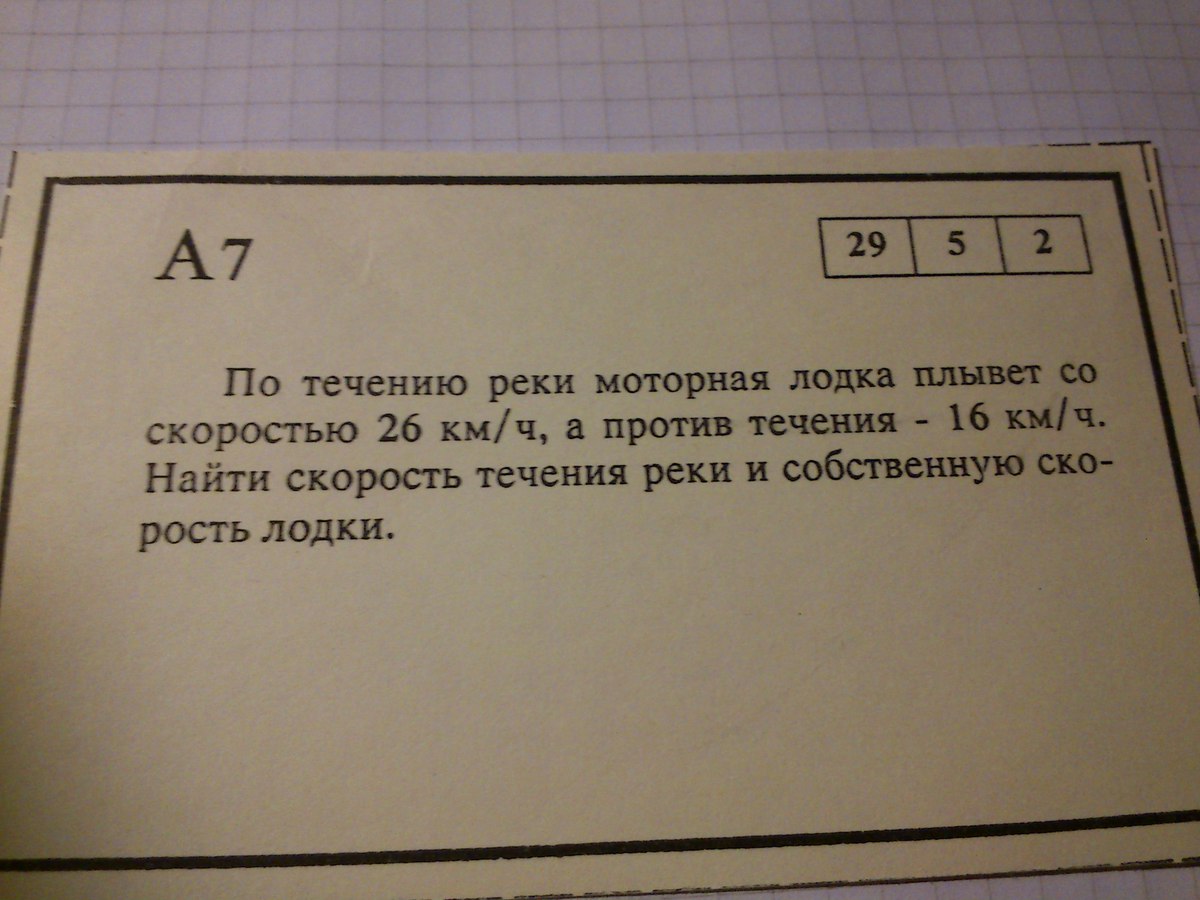 А7
29 5 2
По течению реки моторная лодка плывет со
скоростью 26 км/ч, а против течения - 16 км/ч.
Найти скорость течения реки и собственную ско-
рость лодки.